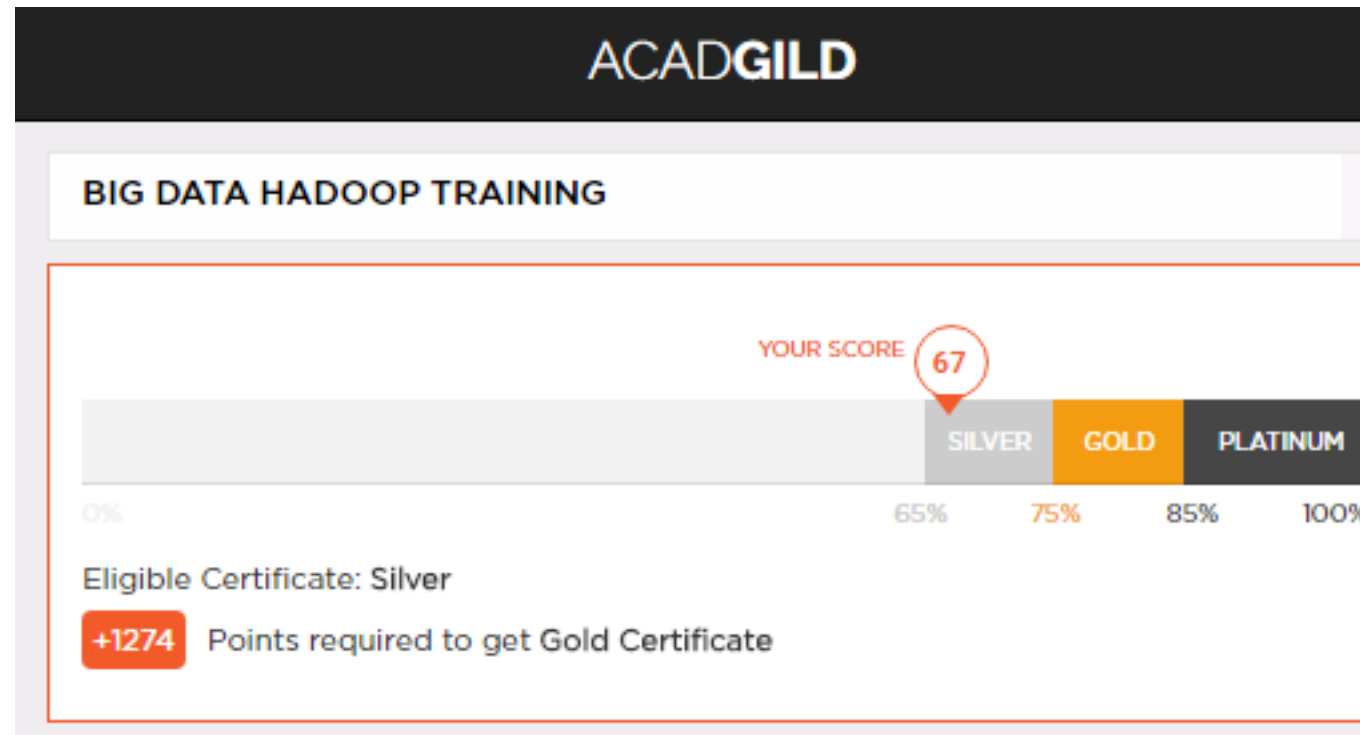 ACADGILD
BIG DATA HADOOP TRAINING
YOUR SCORE 67
SILVER GOLD PLATINUM
0% 65% 75% 85% 100%
Eligible Certificate: Silver
+1274 Points required to get Gold Certificate